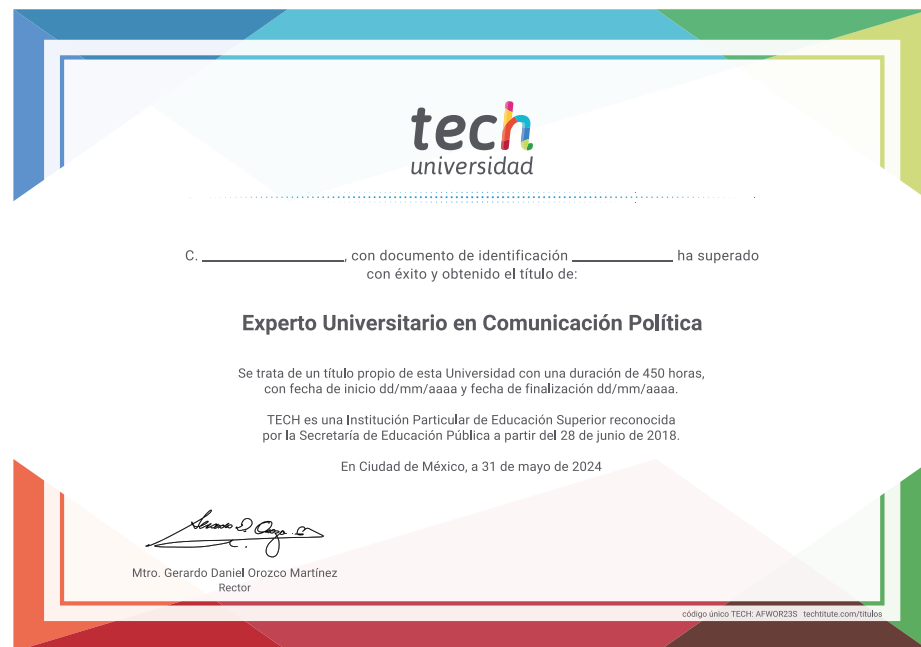 tech
universidad
C. ____________, con documento de identificación ____________ ha superado
con éxito y obtenido el título de:
Experto Universitario en Comunicación Política
Se trata de un título propio de esta Universidad con una duración de 450 horas,
con fecha de inicio dd/mm/aaaa y fecha de finalización dd/mm/aaaa.
TECH es una Institución Particular de Educación Superior reconocida
por la Secretaría de Educación Pública a partir del 28 de junio de 2018.
En Ciudad de México, a 31 de mayo de 2024
Mtro. Gerardo Daniel Orozco Martínez
Rector
código único TECH: AFWOR23S techtitute.com/titulos